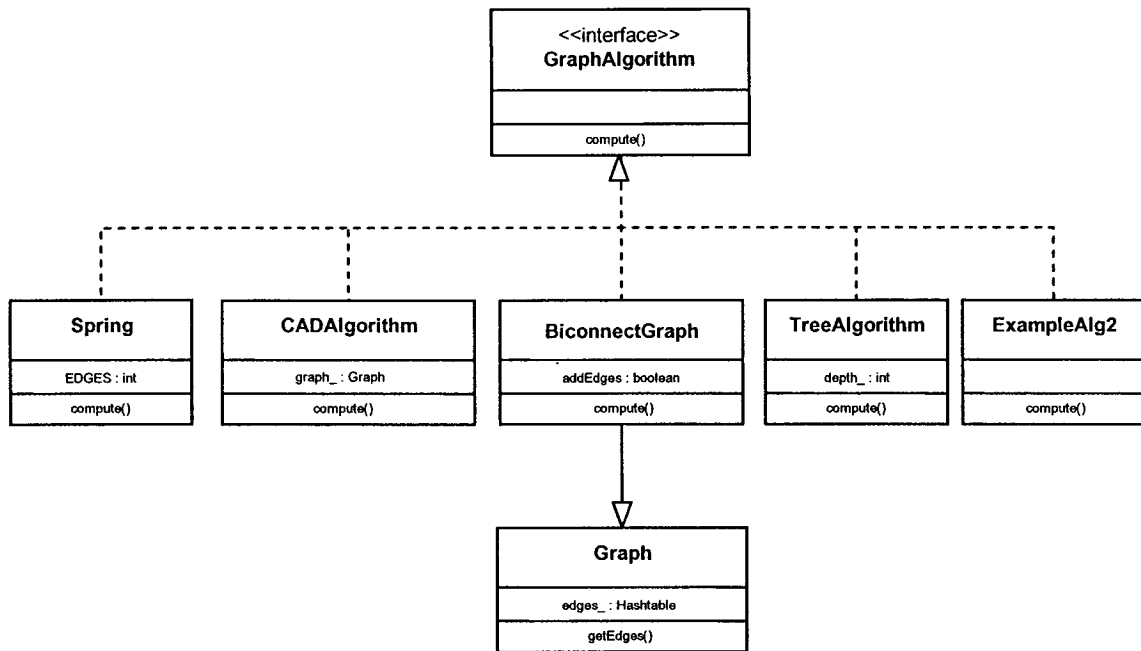 <<interface>>
GraphAlgorithm
compute()
Spring
EDGES : int
compute()
CADAlgorithm
graph_ : Graph
compute()
BiconnectGraph
addEdges : boolean
compute()
TreeAlgorithm
depth_ : int
compute()
ExampleAlg2
compute()
Graph
edges_ : Hashtable
getEdges()